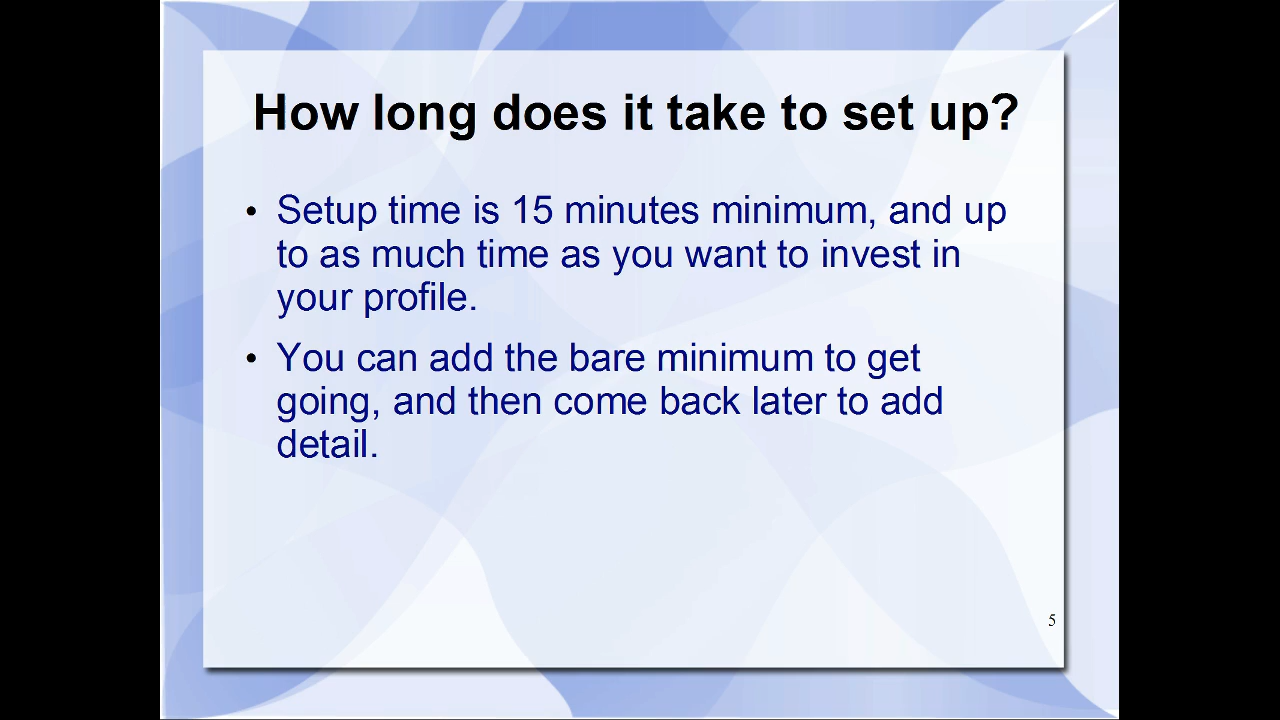 How long does it take to set up?
• Setup time is 15 minutes minimum, and up
to as much time as you want to invest in
your profile.
• You can add the bare minimum to get
going, and then come back later to add
detail.
5